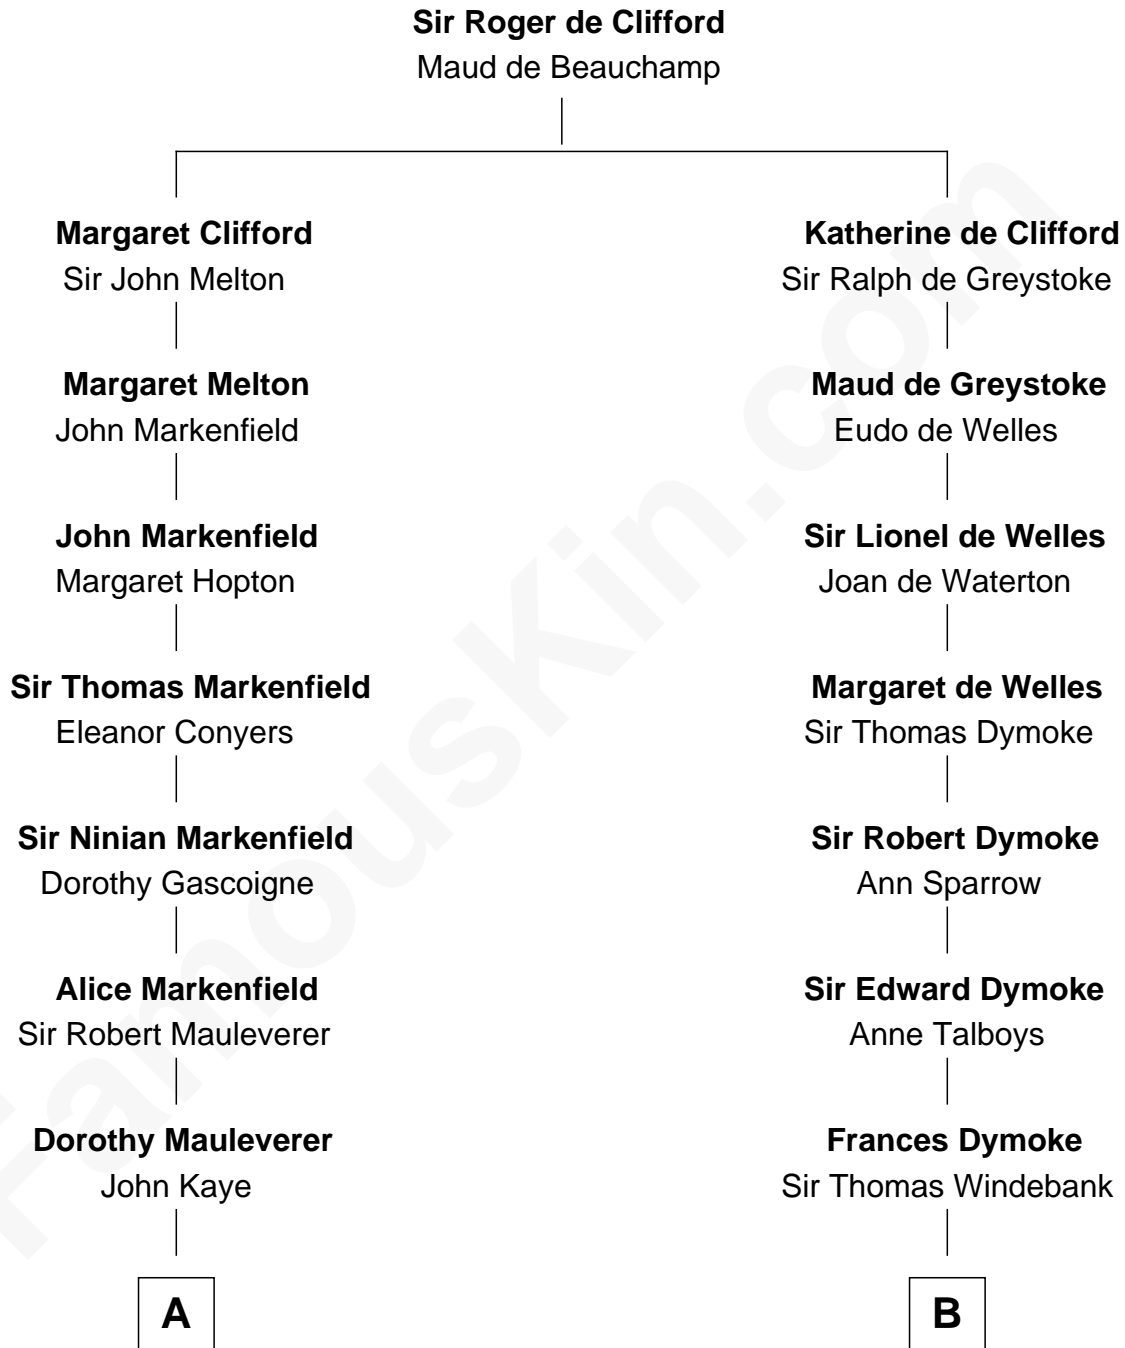 Sir Roger de Clifford
Maud de Beauchamp
Margaret Clifford
Sir John Melton
Margaret Melton
John Markenfield
John Markenfield
Margaret Hopton
Sir Thomas Markenfield
Eleanor Conyers
Sir Ninian Markenfield
Dorothy Gascoigne
Alice Markenfield
Sir Robert Mauleverer
Dorothy Mauleverer
John Kaye
A
Katherine de Clifford
Sir Ralph de Greystoke
Maud de Greystoke
Eudo de Welles
Sir Lionel de Welles
Joan de Waterton
Margaret de Welles
Sir Thomas Dymoke
Sir Robert Dymoke
Ann Sparrow
Sir Edward Dymoke
Anne Talboys
Frances Dymoke
Sir Thomas Windebank
B
FamousKin.com